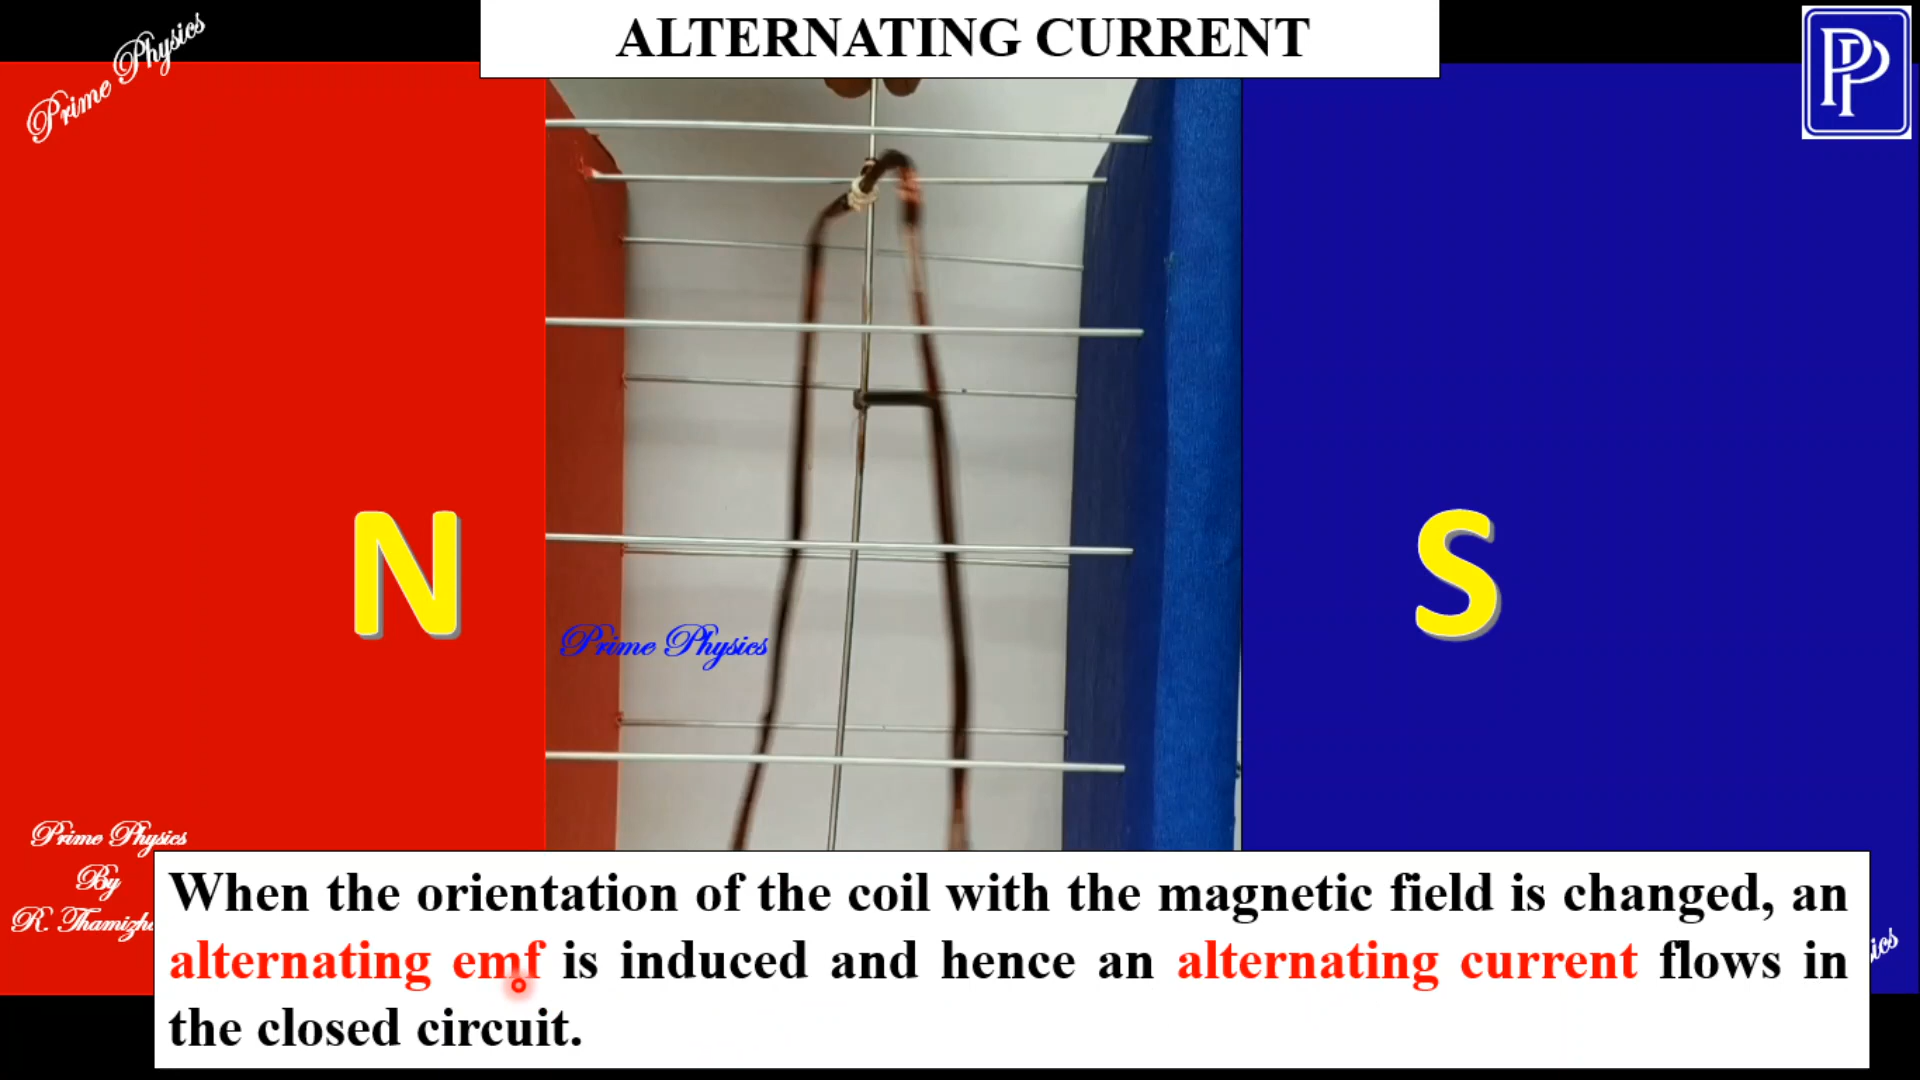 ALTERNATING CURRENT
Prime Physics
PP
N
S
Prime Physics
Prime Physics
By
R.
When the orientation of the coil with the magnetic field is changed, an
alternating emf is induced and hence an alternating current flows in
the closed circuit.